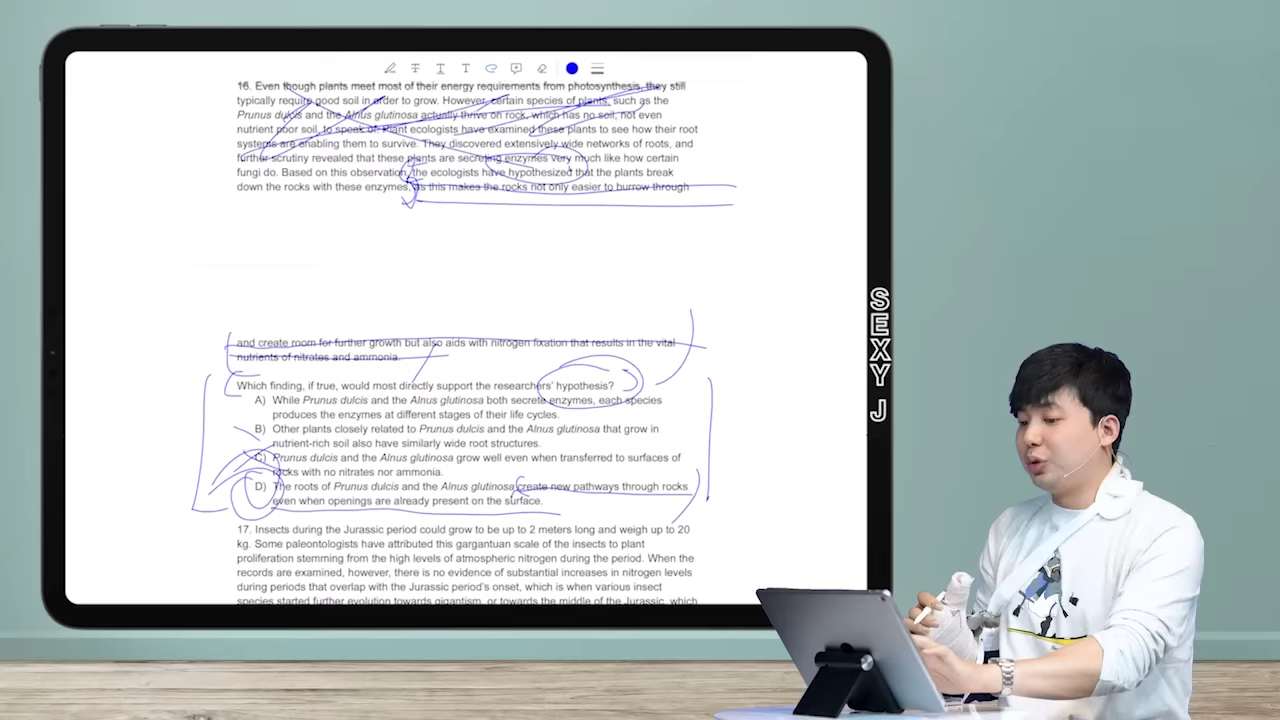 16. Even though plants meet most of their energy requirements from photosynthesis, they still
typically require good soil in order to grow. However, certain species of plants, such as the
Prunus dulcis and the Alnus glutinosa actually thrive on rock, which has no soil, not even
nutrient poor soil, to speak of. Plant ecologists have examined these plants to see how their root
systems are enabling them to survive. They discovered extensively wide networks of roots, and
further scrutiny revealed that these plants are secreting enzymes very much like how certain
fungi do. Based on this observation, the ecologists have hypothesized that the plants break
down the rocks with these enzymes, as this makes the rocks not only easier to burrow through
and create room for further growth but also aids with nitrogen fixation that results in the vital
nutrients of nitrates and ammonia.
Which finding, if true, would most directly support the researchers' hypothesis?
A) While Prunus dulcis and the Alnus glutinosa both secrete enzymes, each species
produces the enzymes at different stages of their life cycles.
B) Other plants closely related to Prunus dulcis and the Alnus glutinosa that grow in
nutrient-rich soil also have similarly wide root structures.
C) Prunus dulcis and the Alnus glutinosa grow well even when transferred to surfaces of
rocks with no nitrates nor ammonia.
D) The roots of Prunus dulcis and the Alnus glutinosa create new pathways through rocks
even when openings are already present on the surface.
17. Insects during the Jurassic period could grow to be up to 2 meters long and weigh up to 20
kg. Some paleontologists have attributed this gargantuan scale of the insects to plant
proliferation stemming from the high levels of atmospheric nitrogen during the period. When the
records are examined, however, there is no evidence of substantial increases in nitrogen levels
during periods that overlap with the Jurassic period's onset, which is when various insect
species started further evolution towards gigantism, or towards the middle of the Jurassic, which
SEXY J